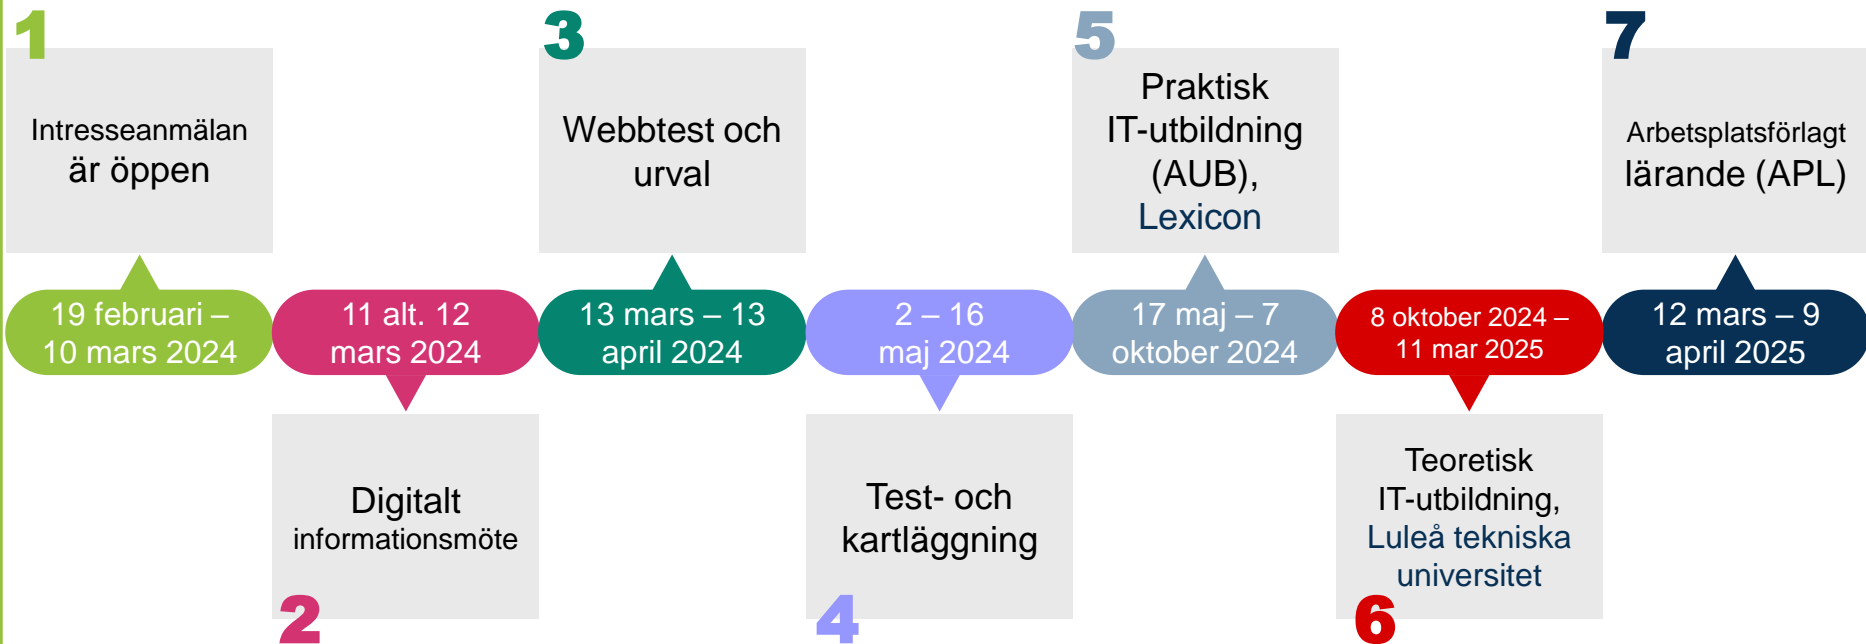 1
Intresseanmälan
är öppen
19 februari –
10 mars 2024
11 alt. 12
mars 2024
Digitalt
informationsmöte
2
3
Webbtest och
urval
13 mars – 13
april 2024
2 – 16
maj 2024
Test- och
kartläggning
4
5
Praktisk
IT-utbildning
(AUB),
Lexicon
17 maj – 7
oktober 2024
8 oktober 2024 –
11 mar 2025
Teoretisk
IT-utbildning,
Luleå tekniska
universitet
6
7
Arbetsplatsförlagt
lärande (APL)
12 mars – 9
april 2025